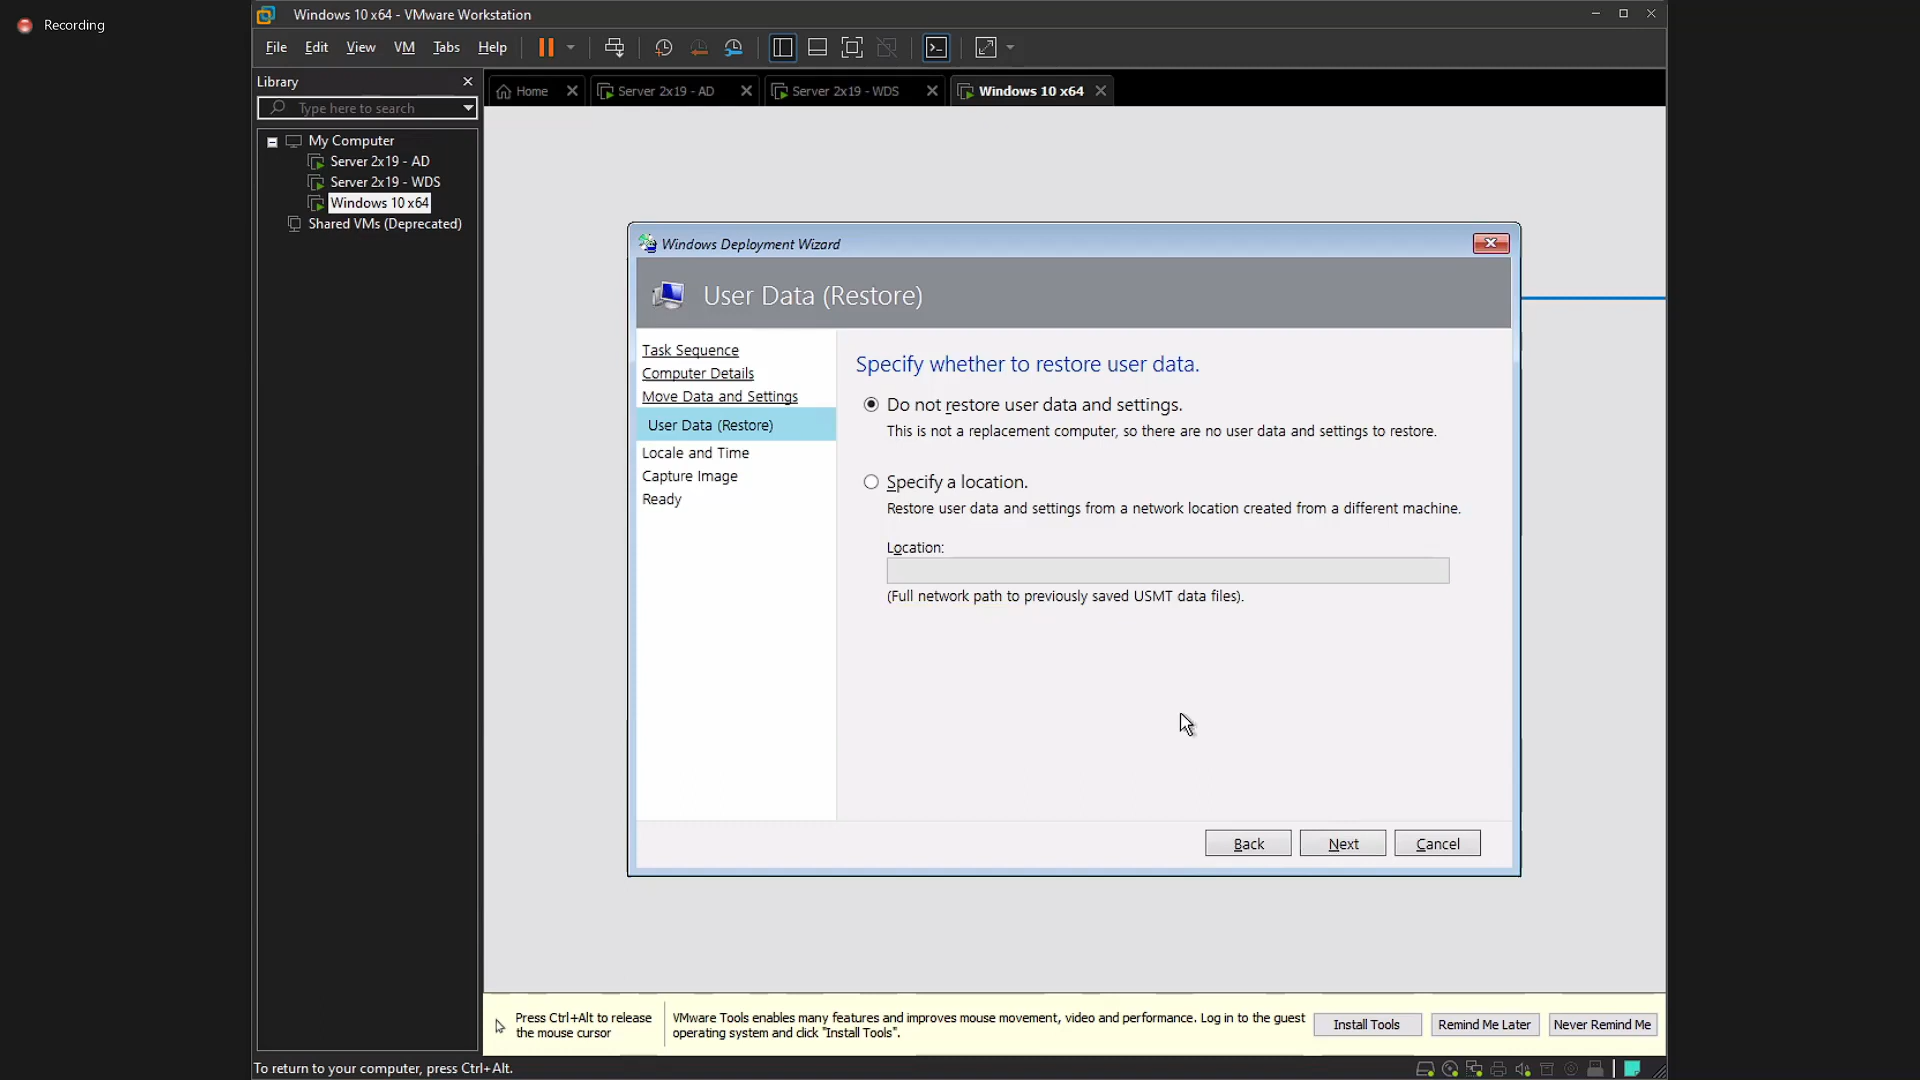 Recording
Windows 10 x64 - VMware Workstation
File Edit View VM Tabs Help
Library
Type here to search
My Computer
Server 2x19 - AD
Server 2x19 - WDS
Windows 10 x64
Shared VMs (Deprecated)
Home
Server 2x19 - AD
Server 2x19 - WDS
Windows 10 x64
Windows Deployment Wizard
User Data (Restore)
Task Sequence
Computer Details
Move Data and Settings
User Data (Restore)
Locale and Time
Capture Image
Ready
Specify whether to restore user data.
Do not restore user data and settings.
This is not a replacement computer, so there are no user data and settings to restore.
Specify a location.
Restore user data and settings from a network location created from a different machine.
Location:
(Full network path to previously saved USMT data files).
Back Next Cancel
Press Ctrl+Alt to release
the mouse cursor
VMware Tools enables many features and improves mouse movement, video and performance. Log in to the guest
operating system and click "Install Tools".
Install Tools Remind Me Later Never Remind Me
To return to your computer, press Ctrl+Alt.